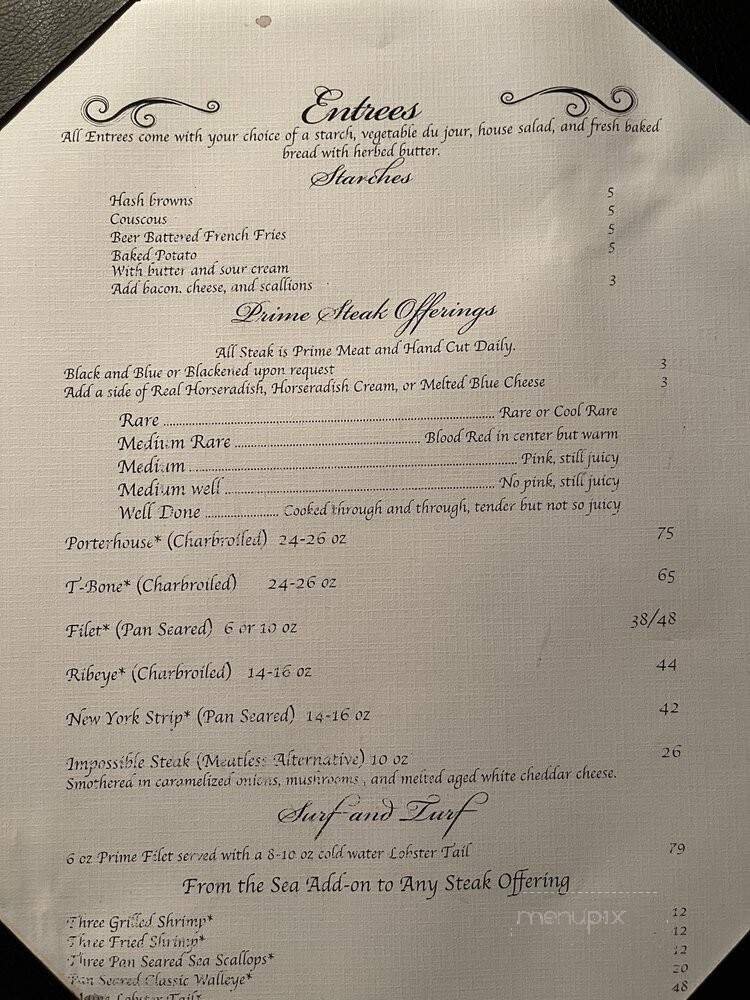 Entrees
All Entrees come with your choice of a starch, vegetable du jour, house salad, and fresh baked
bread with herbed butter.
Starches
Hash browns 5
Couscous 5
Beer Battered French Fries 5
Baked Potato 5
With butter and sour cream
Add bacon, cheese, and scallions 3
Prime Steak Offerings
All Steak is Prime Meat and Hand Cut Daily.
Black and Blue or Blackened upon request 3
Add a side of Real Horseradish, Horseradish Cream, or Melted Blue Cheese 3
Rare ........ Rare or Cool Rare
Medium Rare ........ Blood Red in center but warm
Medium ........ Pink, still juicy
Medium well ........ No pink, still juicy
Well Done ........ Cooked through and through, tender but not so juicy
Porterhouse* (Charbroiled) 24-26 oz 75
T-Bone* (Charbroiled) 24-26 oz 65
Filet* (Pan Seared) 6 or 10 oz 38/48
Ribeye* (Charbroiled) 14-16 oz 44
New York Strip* (Pan Seared) 14-16 oz 42
Impossible Steak (Meatless Alternative) 10 oz 26
Smothered in caramelized onions, mushrooms, and melted aged white cheddar cheese.
Surf and Turf
6 oz Prime Filet served with a 8-10 oz cold water Lobster Tail 79
From the Sea Add-on to Any Steak Offering
menupix
Three Grilled Shrimp* 12
Three Fried Shrimp* 12
Three Pan Seared Sea Scallops* 12
Pan Seared Classic Walleye* 20
Maine Lobster Tail* 48